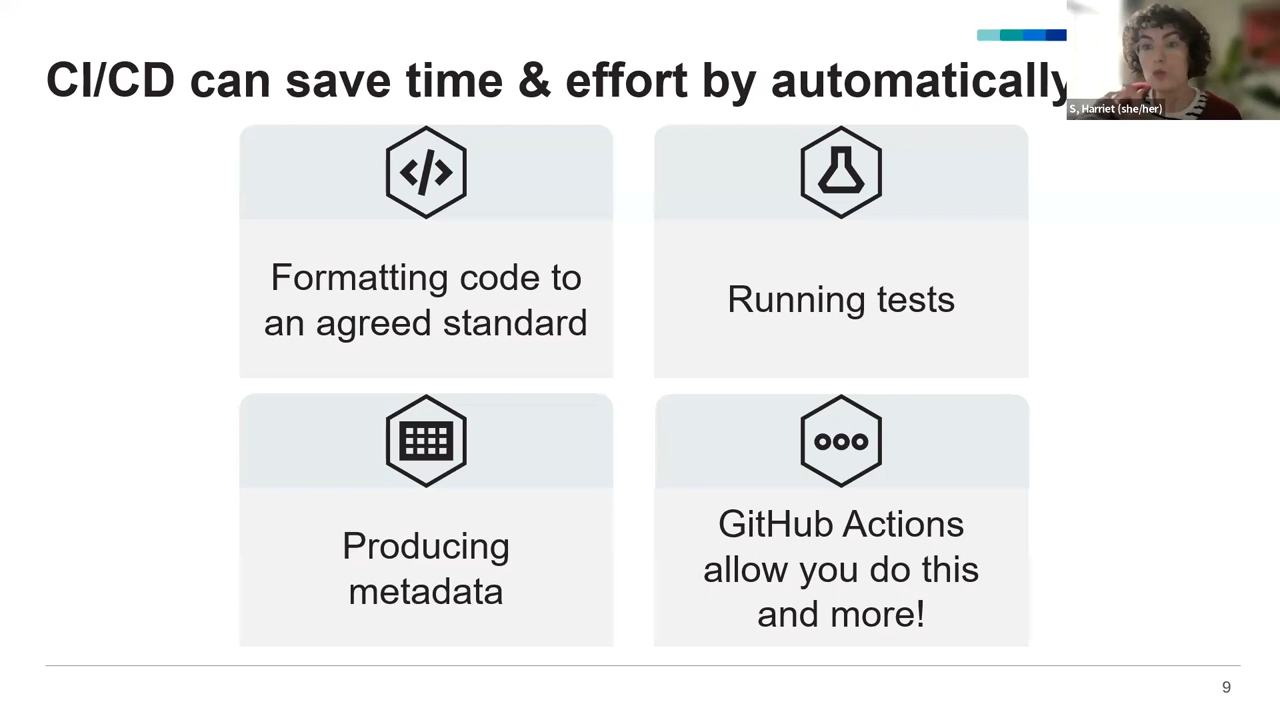 CI/CD can save time & effort by automatically
S, Harriet (she/her)
</>
Formatting code to
an agreed standard
Running tests
Producing
metadata
GitHub Actions
allow you do this
and more!
9